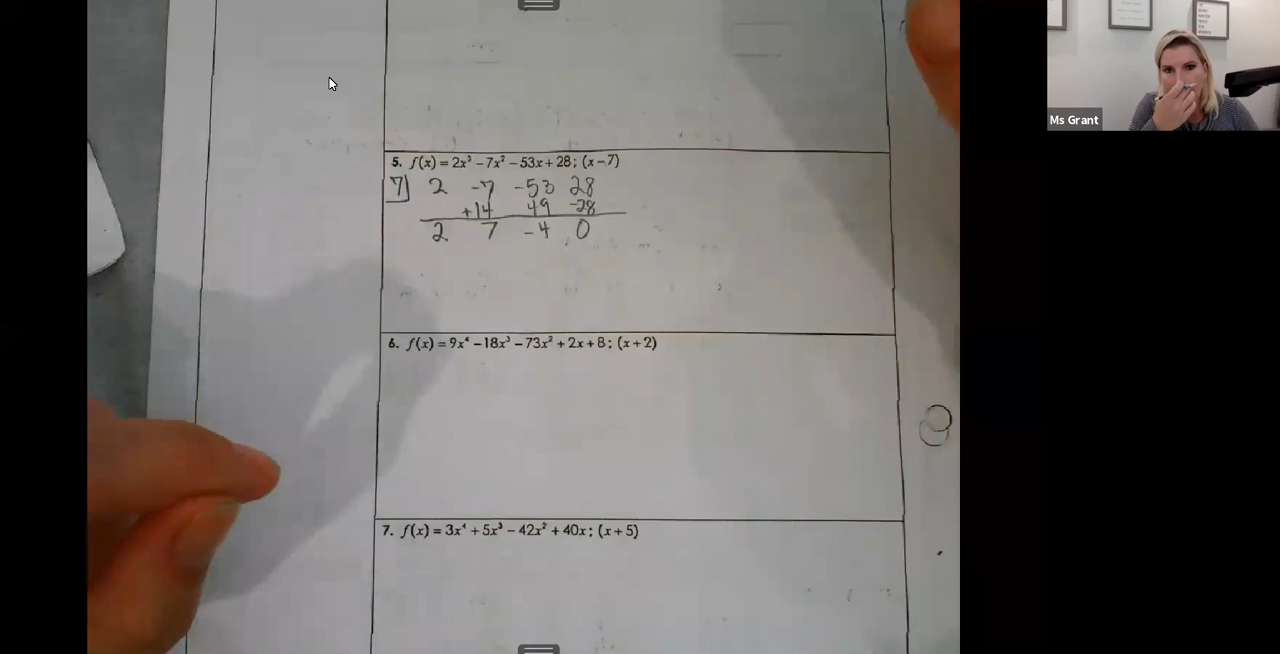 Ms Grant
5. f(x) = 2x³ − 7x² − 53x + 28; (x − 7)
7 2 -7 -53 28
+14 49 -28
2 7 -4 0
6. f(x) = 9x⁴ − 18x³ − 73x² + 2x + 8; (x + 2)
7. f(x) = 3x⁴ + 5x³ − 42x² + 40x; (x + 5)